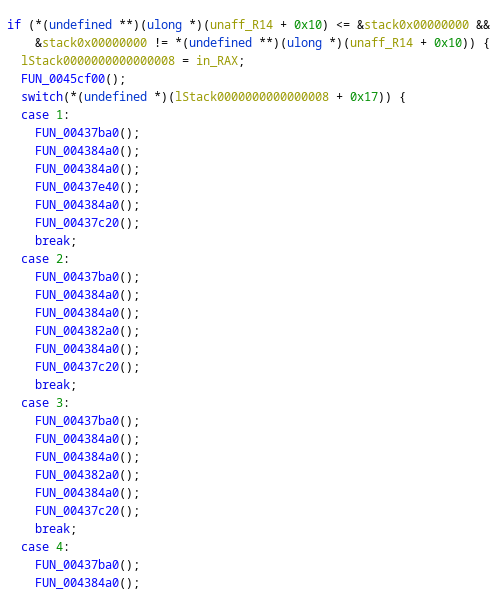 if (*(undefined **)(ulong *)(unaff_R14 + 0x10) <= &stack0x00000000 &&
&stack0x00000000 != *(undefined **)(ulong *)(unaff_R14 + 0x10)) {
lStack0000000000000008 = in_RAX;
FUN_0045cf00();
switch(*(undefined *)(lStack0000000000000008 + 0x17)) {
case 1:
FUN_00437ba0();
FUN_004384a0();
FUN_004384a0();
FUN_00437e40();
FUN_004384a0();
FUN_00437c20();
break;
case 2:
FUN_00437ba0();
FUN_004384a0();
FUN_004384a0();
FUN_004382a0();
FUN_004384a0();
FUN_00437c20();
break;
case 3:
FUN_00437ba0();
FUN_004384a0();
FUN_004384a0();
FUN_004382a0();
FUN_004384a0();
FUN_00437c20();
break;
case 4:
FUN_00437ba0();
FUN_004384a0();